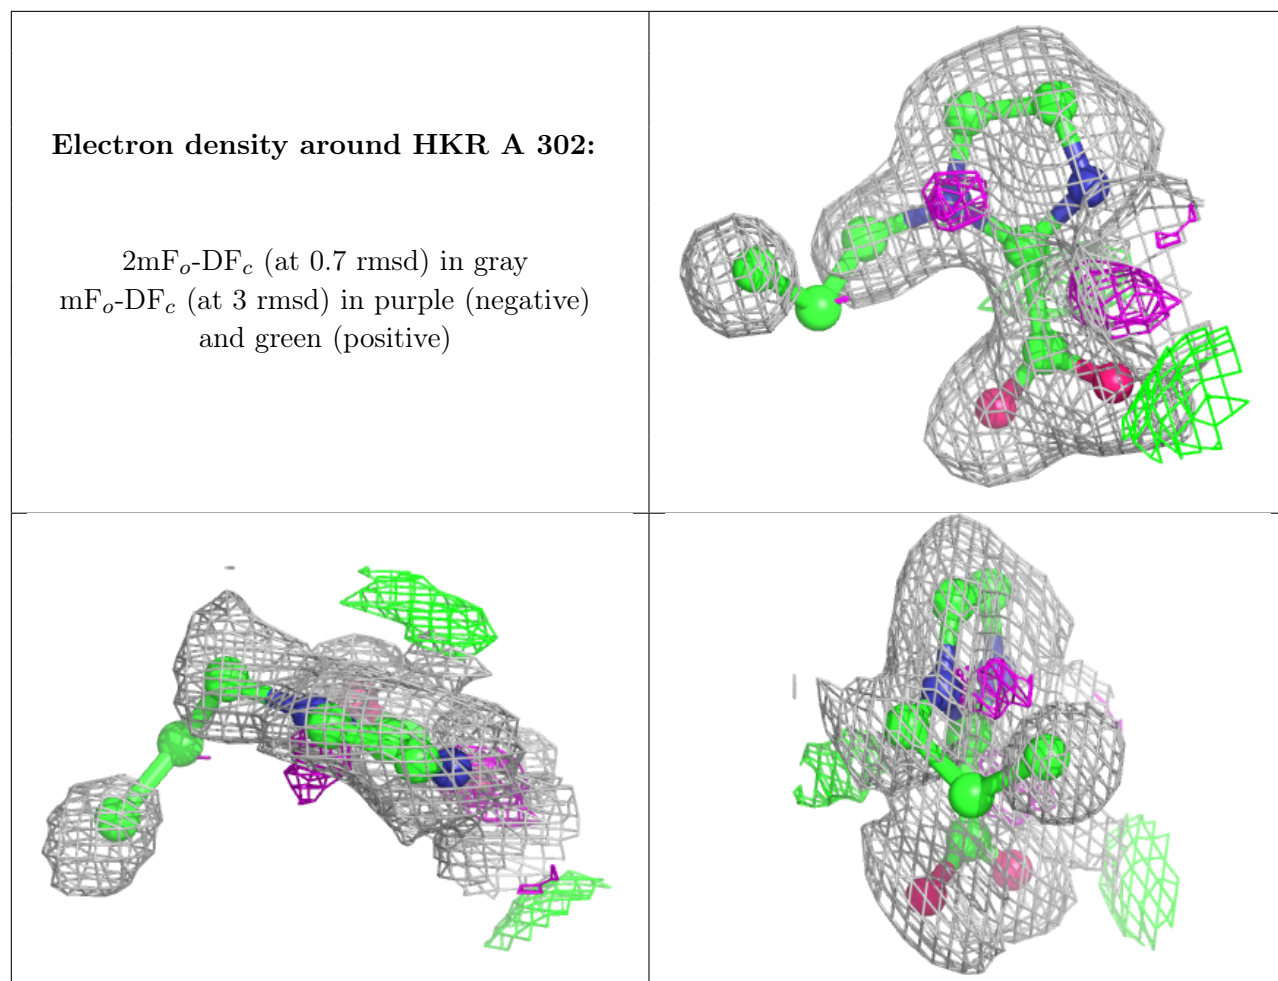 Electron density around HKR A 302:
2mFₒ-DF𝒸 (at 0.7 rmsd) in gray
mFₒ-DF𝒸 (at 3 rmsd) in purple (negative)
and green (positive)